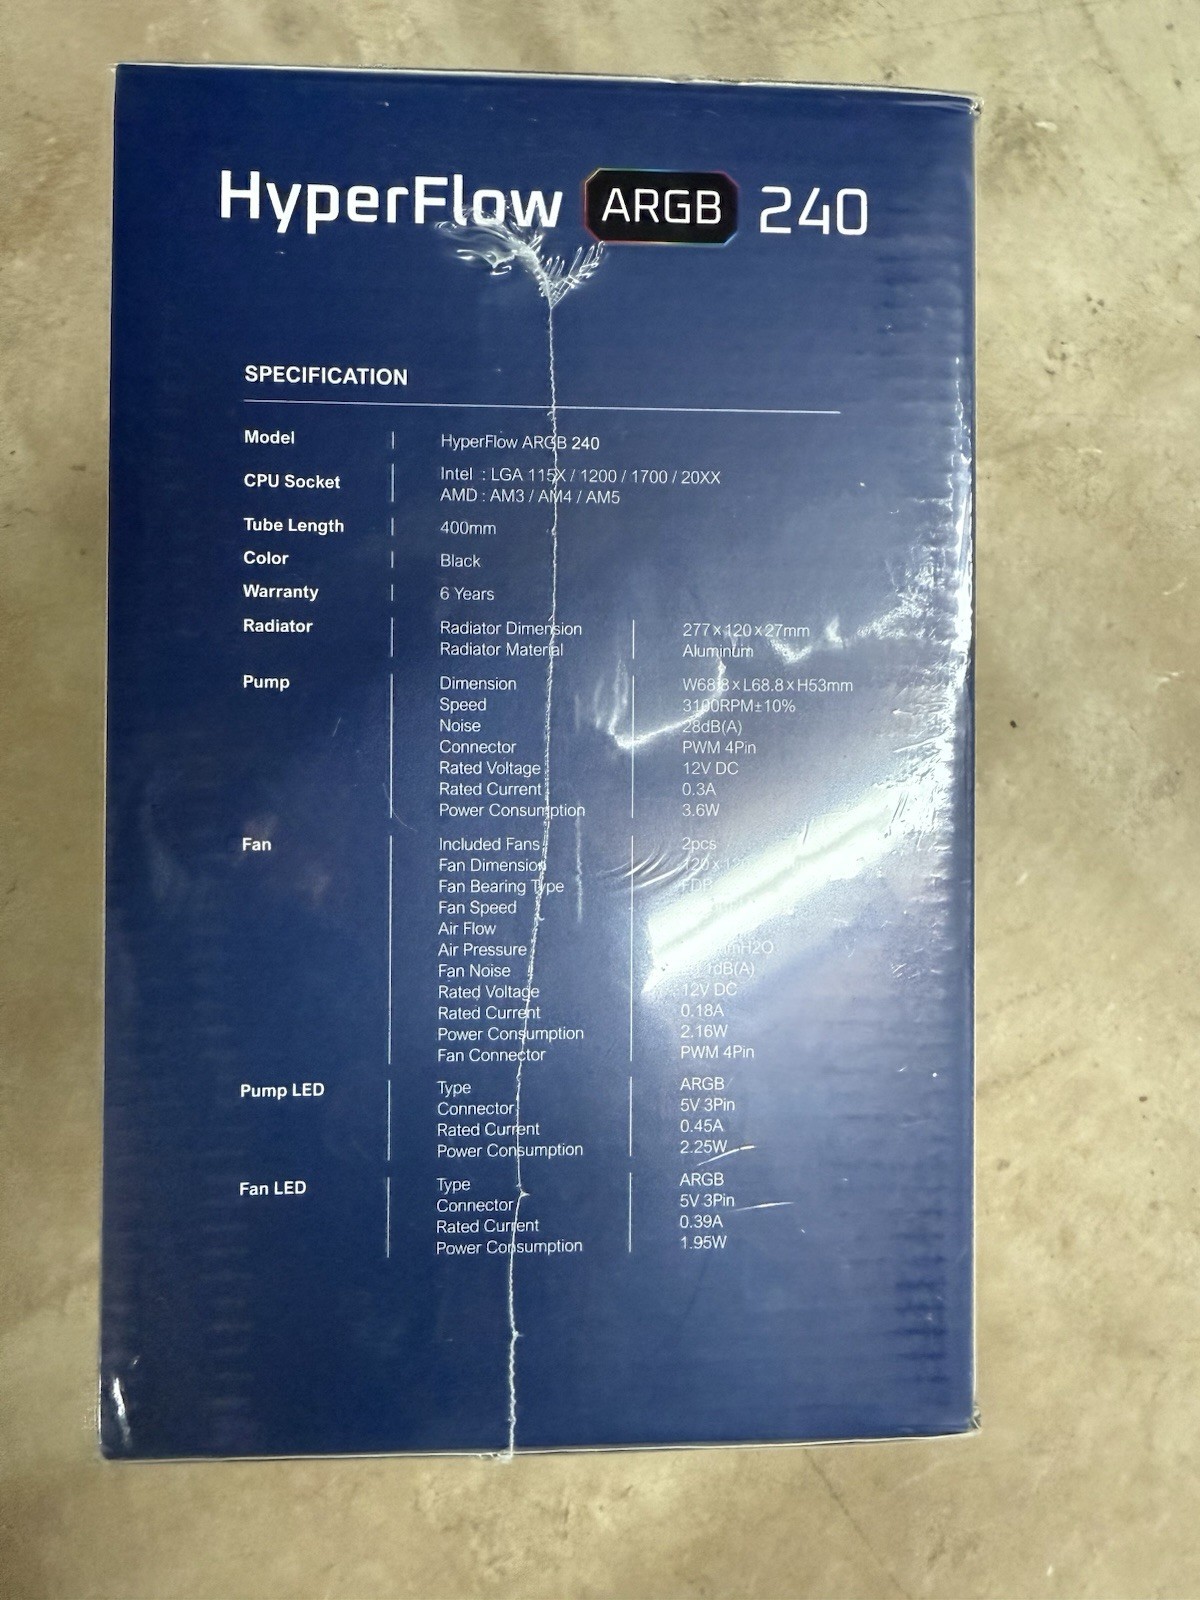 HyperFlow ARGB 240
SPECIFICATION
Model | HyperFlow ARGB 240
CPU Socket | Intel : LGA 115X / 1200 / 1700 / 20XX
AMD : AM3 / AM4 / AM5
Tube Length | 400mm
Color | Black
Warranty | 6 Years
Radiator | Radiator Dimension | 277 x 120 x 27mm
Radiator Material | Aluminum
Pump | Dimension | W68.8 x L68.8 x H53mm
Speed | 3100RPM±10%
Noise | 28dB(A)
Connector | PWM 4Pin
Rated Voltage | 12V DC
Rated Current | 0.3A
Power Consumption | 3.6W
Fan | Included Fans | 2pcs
Fan Dimension
Fan Bearing Type | FDB
Fan Speed
Air Flow
Air Pressure
Fan Noise
Rated Voltage | 12V DC
Rated Current | 0.18A
Power Consumption | 2.16W
Fan Connector | PWM 4Pin
Pump LED | Type | ARGB
Connector | 5V 3Pin
Rated Current | 0.45A
Power Consumption | 2.25W
Fan LED | Type | ARGB
Connector | 5V 3Pin
Rated Current | 0.39A
Power Consumption | 1.95W